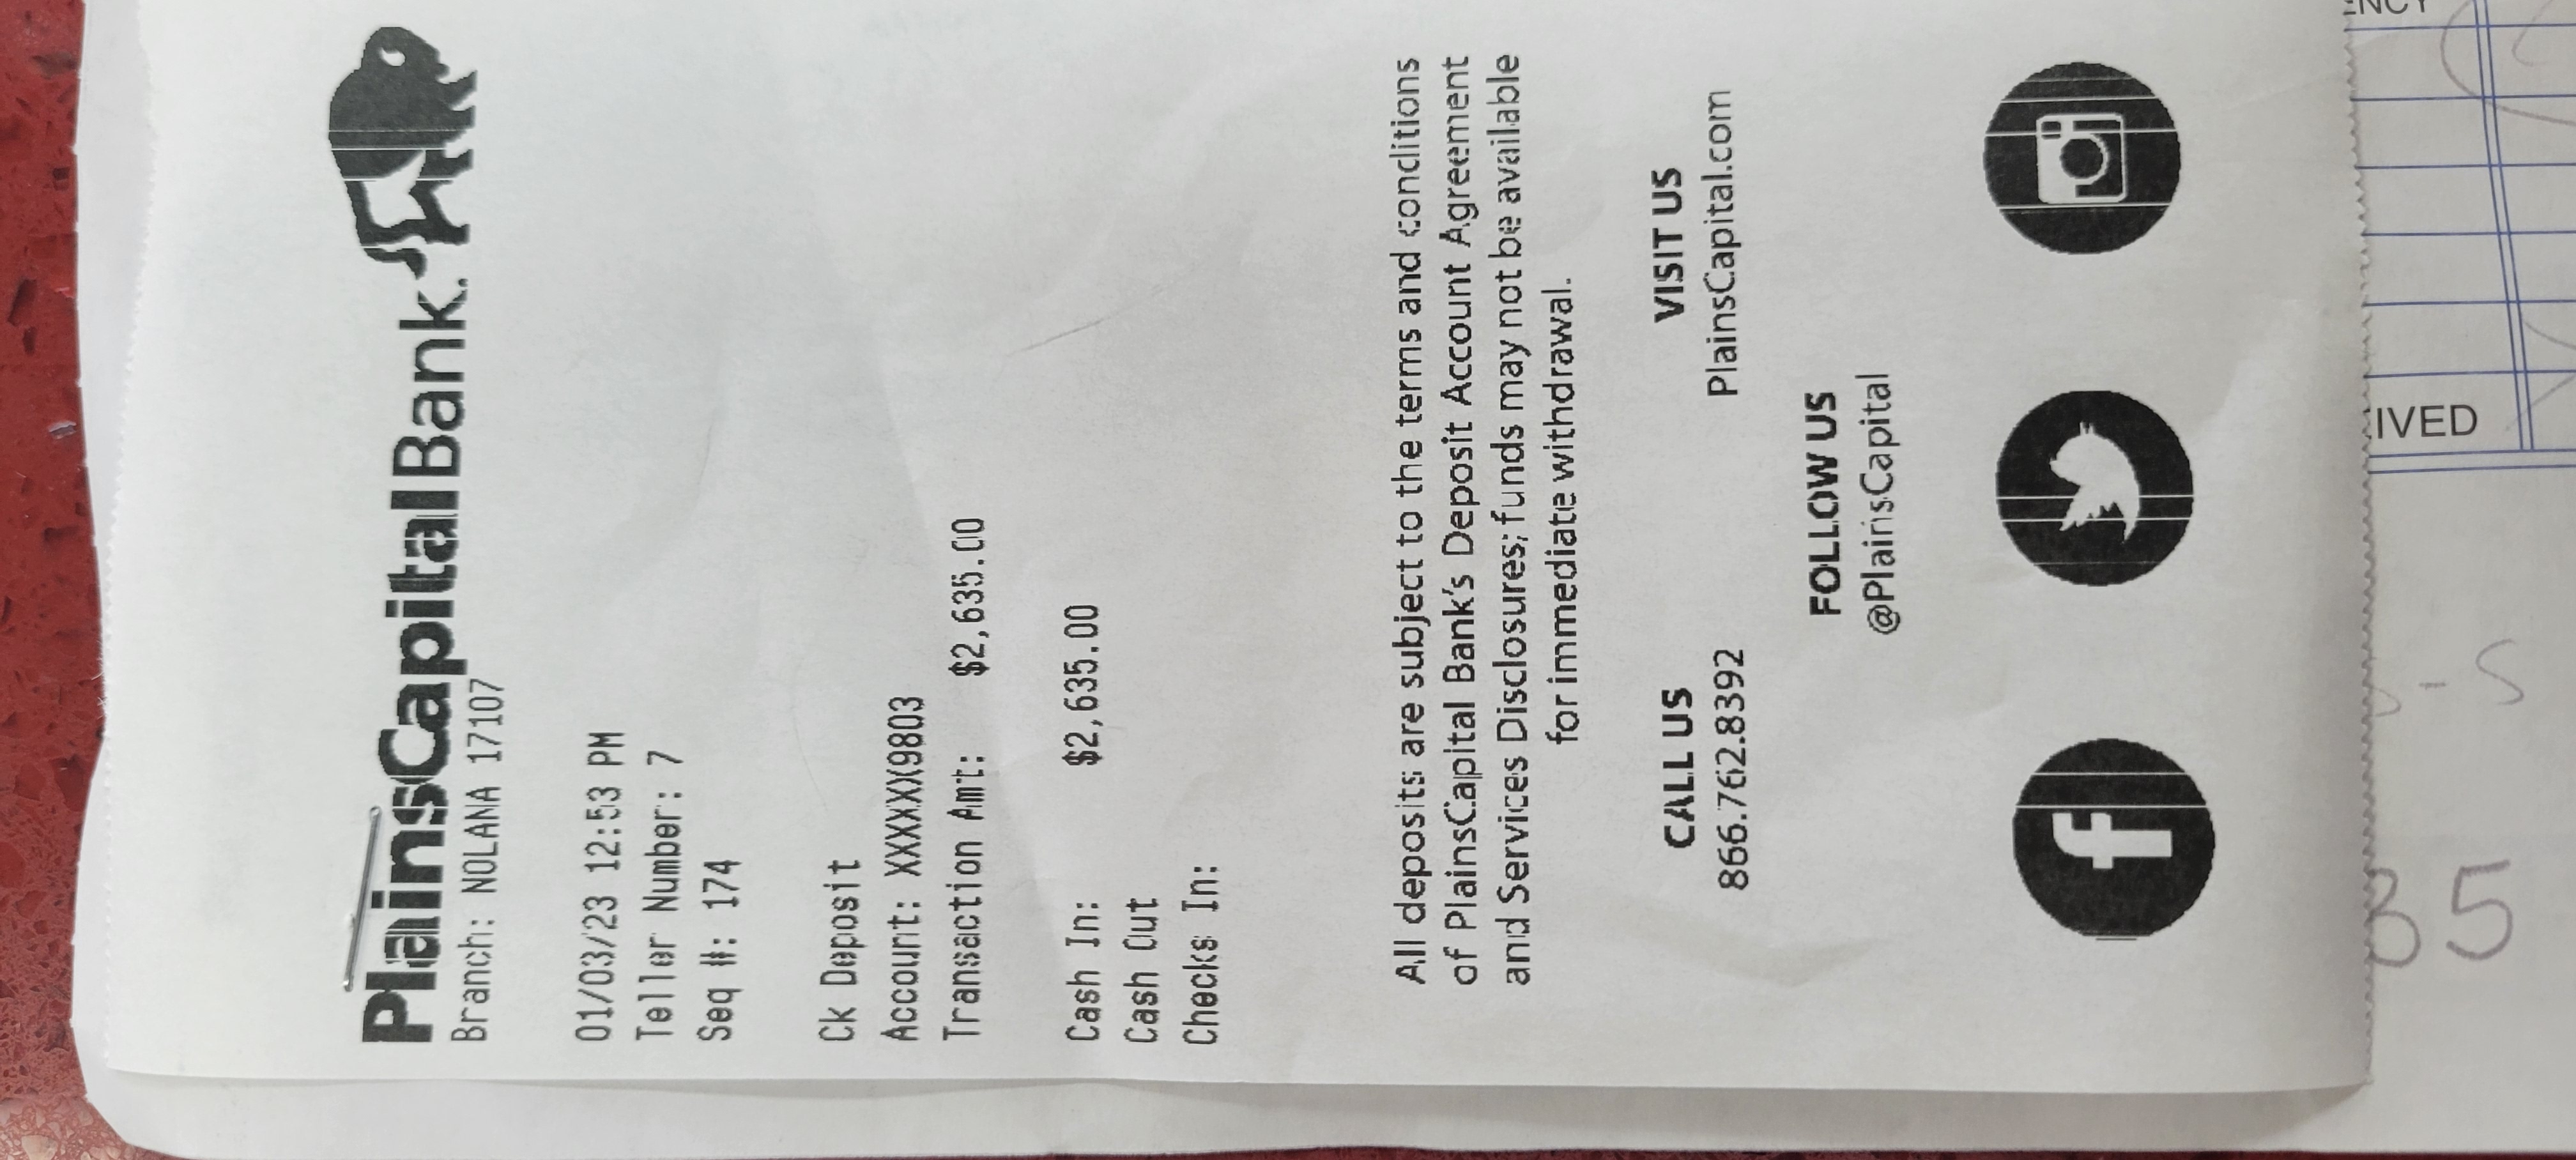 PlainsCapital Bank.
Branch: NOLANA 17107
01/03/23 12:53 PM
Teller Number: 7
Seq #: 174
Ck Deposit
Account: XXXXXX9803
Transaction Amt: $2,635.00
Cash In: $2,635.00
Cash Out
Checks In:
All deposits are subject to the terms and conditions
of PlainsCapital Bank's Deposit Account Agreement
and Services Disclosures; funds may not be available
for immediate withdrawal.
CALL US
866.762.8392
VISIT US
PlainsCapital.com
FOLLOW US
@PlainsCapital
35
IVED